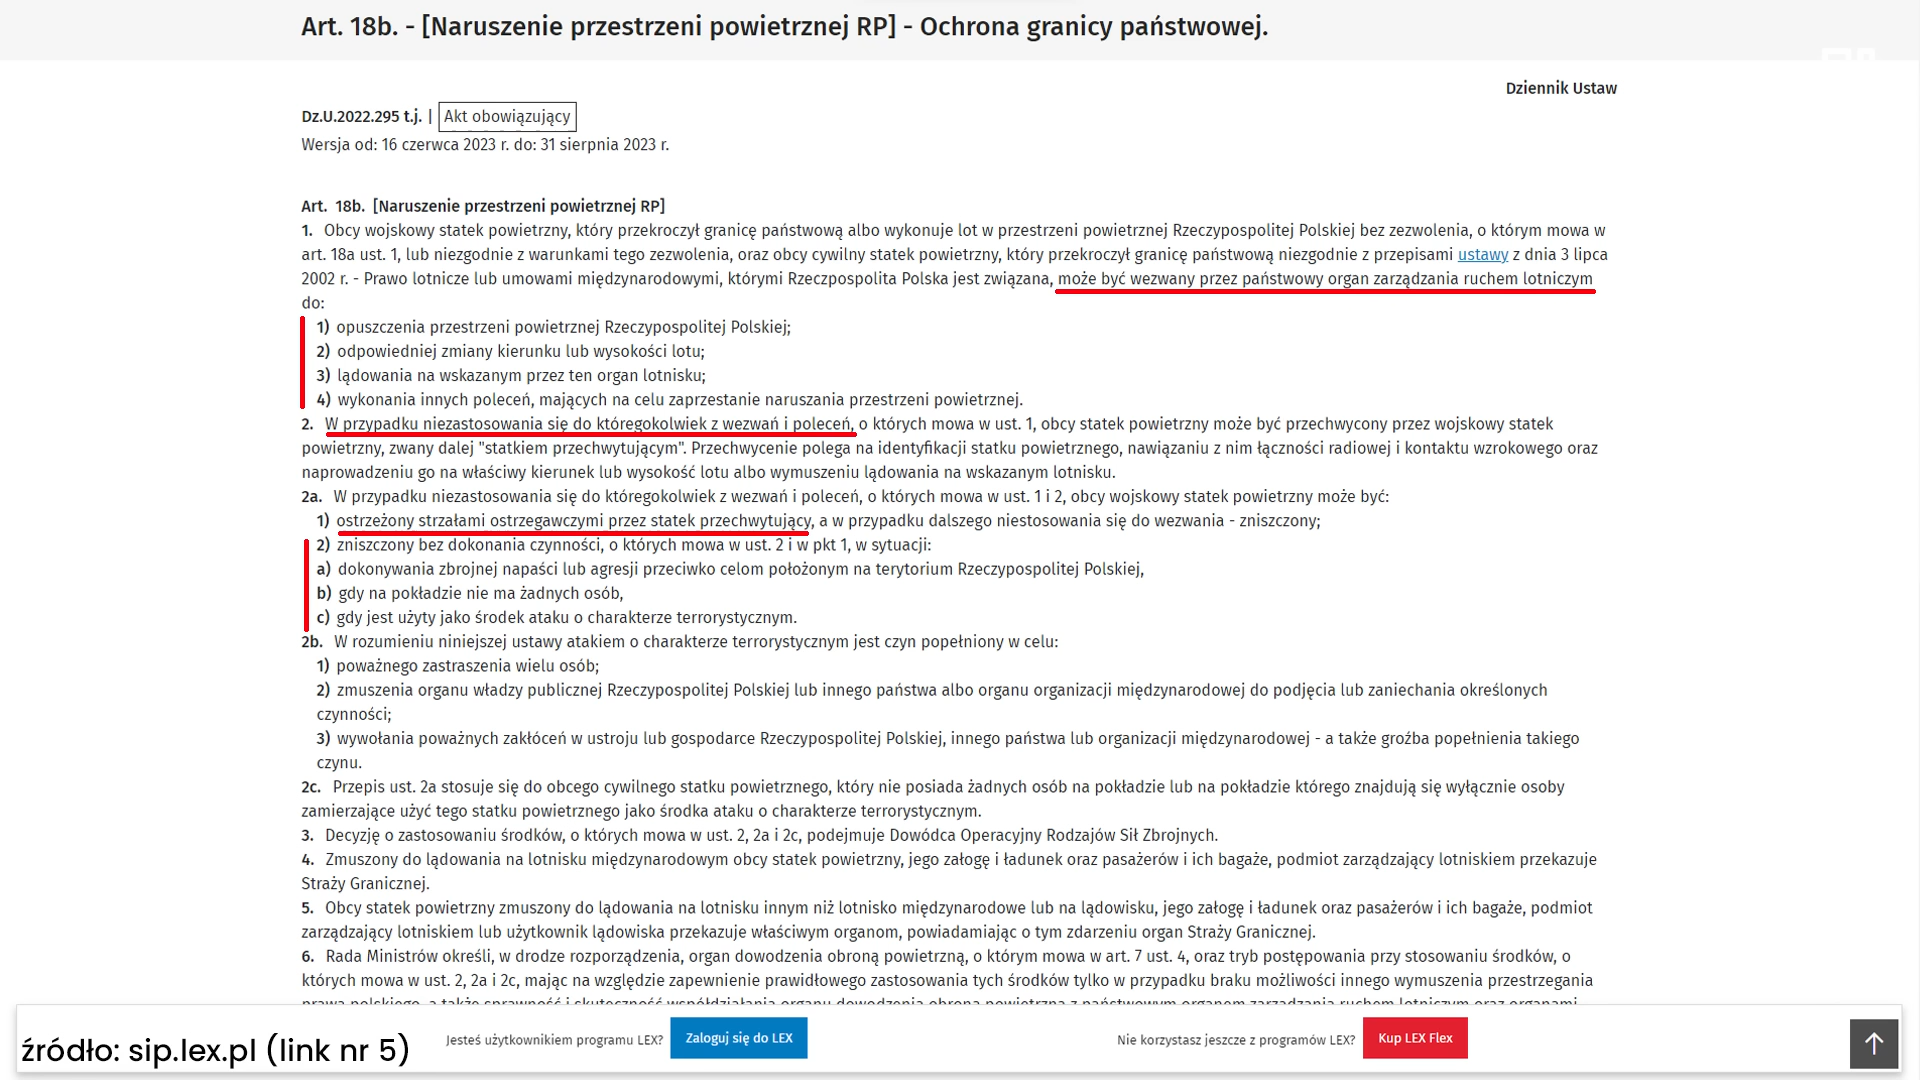 Art. 18b. - [Naruszenie przestrzeni powietrznej RP] - Ochrona granicy państwowej.
Dziennik Ustaw
Dz.U.2022.295 t.j. | Akt obowiązujący
Wersja od: 16 czerwca 2023 r. do: 31 sierpnia 2023 r.
Art. 18b. [Naruszenie przestrzeni powietrznej RP]
1. Obcy wojskowy statek powietrzny, który przekroczył granicę państwową albo wykonuje lot w przestrzeni powietrznej Rzeczypospolitej Polskiej bez zezwolenia, o którym mowa w
art. 18a ust. 1, lub niezgodnie z warunkami tego zezwolenia, oraz obcy cywilny statek powietrzny, który przekroczył granicę państwową niezgodnie z przepisami ustawy z dnia 3 lipca
2002 r. - Prawo lotnicze lub umowami międzynarodowymi, którymi Rzeczpospolita Polska jest związana, może być wezwany przez państwowy organ zarządzania ruchem lotniczym
do:
1) opuszczenia przestrzeni powietrznej Rzeczypospolitej Polskiej;
2) odpowiedniej zmiany kierunku lub wysokości lotu;
3) lądowania na wskazanym przez ten organ lotnisku;
4) wykonania innych poleceń, mających na celu zaprzestanie naruszania przestrzeni powietrznej.
2. W przypadku niezastosowania się do któregokolwiek z wezwań i poleceń, o których mowa w ust. 1, obcy statek powietrzny może być przechwycony przez wojskowy statek
powietrzny, zwany dalej "statkiem przechwytującym". Przechwycenie polega na identyfikacji statku powietrznego, nawiązaniu z nim łączności radiowej i kontaktu wzrokowego oraz
naprowadzeniu go na właściwy kierunek lub wysokość lotu albo wymuszeniu lądowania na wskazanym lotnisku.
2a. W przypadku niezastosowania się do któregokolwiek z wezwań i poleceń, o których mowa w ust. 1 i 2, obcy wojskowy statek powietrzny może być:
1) ostrzeżony strzałami ostrzegawczymi przez statek przechwytujący, a w przypadku dalszego niestosowania się do wezwania - zniszczony;
2) zniszczony bez dokonania czynności, o których mowa w ust. 2 i w pkt 1, w sytuacji:
a) dokonywania zbrojnej napaści lub agresji przeciwko celom położonym na terytorium Rzeczypospolitej Polskiej,
b) gdy na pokładzie nie ma żadnych osób,
c) gdy jest użyty jako środek ataku o charakterze terrorystycznym.
2b. W rozumieniu niniejszej ustawy atakiem o charakterze terrorystycznym jest czyn popełniony w celu:
1) poważnego zastraszenia wielu osób;
2) zmuszenia organu władzy publicznej Rzeczypospolitej Polskiej lub innego państwa albo organu organizacji międzynarodowej do podjęcia lub zaniechania określonych
czynności;
3) wywołania poważnych zakłóceń w ustroju lub gospodarce Rzeczypospolitej Polskiej, innego państwa lub organizacji międzynarodowej - a także groźba popełnienia takiego
czynu.
2c. Przepis ust. 2a stosuje się do obcego cywilnego statku powietrznego, który nie posiada żadnych osób na pokładzie lub na pokładzie którego znajdują się wyłącznie osoby
zamierzające użyć tego statku powietrznego jako środka ataku o charakterze terrorystycznym.
3. Decyzję o zastosowaniu środków, o których mowa w ust. 2, 2a i 2c, podejmuje Dowódca Operacyjny Rodzajów Sił Zbrojnych.
4. Zmuszony do lądowania na lotnisku międzynarodowym obcy statek powietrzny, jego załogę i ładunek oraz pasażerów i ich bagaże, podmiot zarządzający lotniskiem przekazuje
Straży Granicznej.
5. Obcy statek powietrzny zmuszony do lądowania na lotnisku innym niż lotnisko międzynarodowe lub na lądowisku, jego załogę i ładunek oraz pasażerów i ich bagaże, podmiot
zarządzający lotniskiem lub użytkownik lądowiska przekazuje właściwym organom, powiadamiając o tym zdarzeniu organ Straży Granicznej.
6. Rada Ministrów określi, w drodze rozporządzenia, organ dowodzenia obroną powietrzną, o którym mowa w art. 7 ust. 4, oraz tryb postępowania przy stosowaniu środków, o
których mowa w ust. 2, 2a i 2c, mając na względzie zapewnienie prawidłowego zastosowania tych środków tylko w przypadku braku możliwości innego wymuszenia przestrzegania
prawa polskiego, a także sprawność i skuteczność współdziałania organu dowodzenia obroną powietrzną z państwowym organem zarządzania ruchem lotniczym oraz organami
źródło: sip.lex.pl (link nr 5)
Jesteś użytkownikiem programu LEX? Zaloguj się do LEX
Nie korzystasz jeszcze z programów LEX? Kup LEX Flex